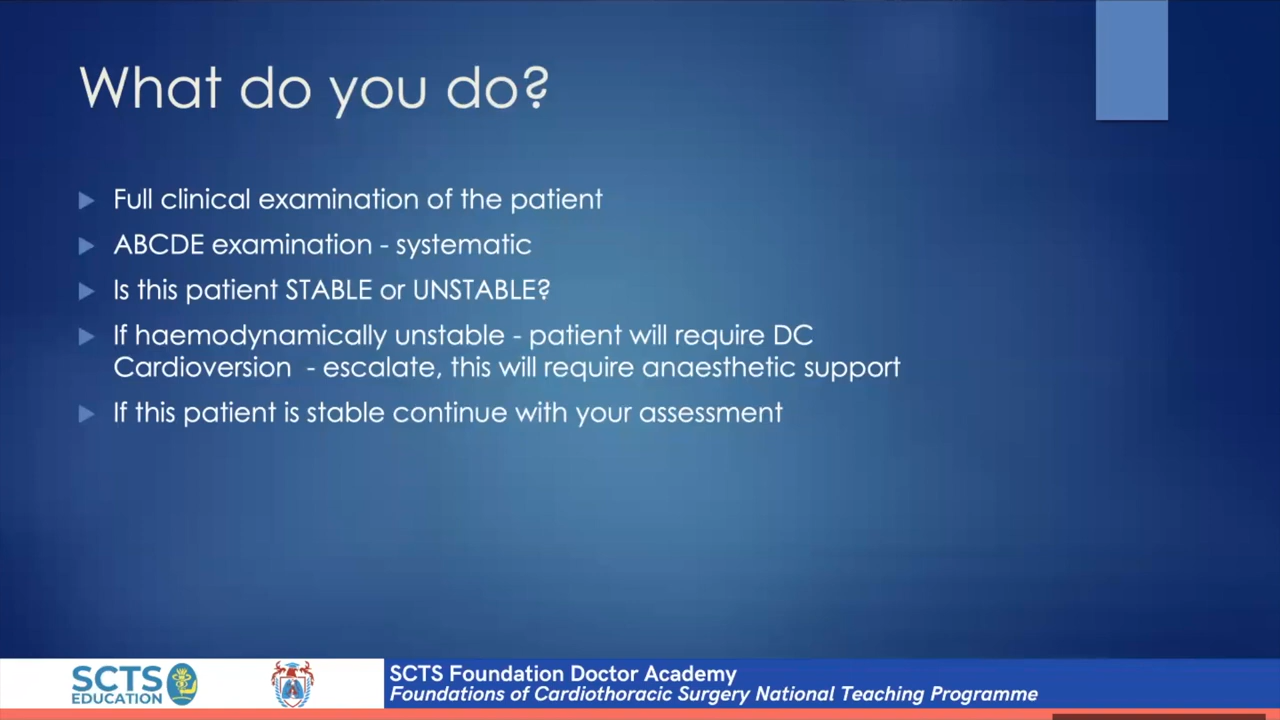 What do you do?
Full clinical examination of the patient
ABCDE examination - systematic
Is this patient STABLE or UNSTABLE?
If haemodynamically unstable - patient will require DC
Cardioversion - escalate, this will require anaesthetic support
If this patient is stable continue with your assessment
SCTS
EDUCATION
SCTS Foundation Doctor Academy
Foundations of Cardiothoracic Surgery National Teaching Programme